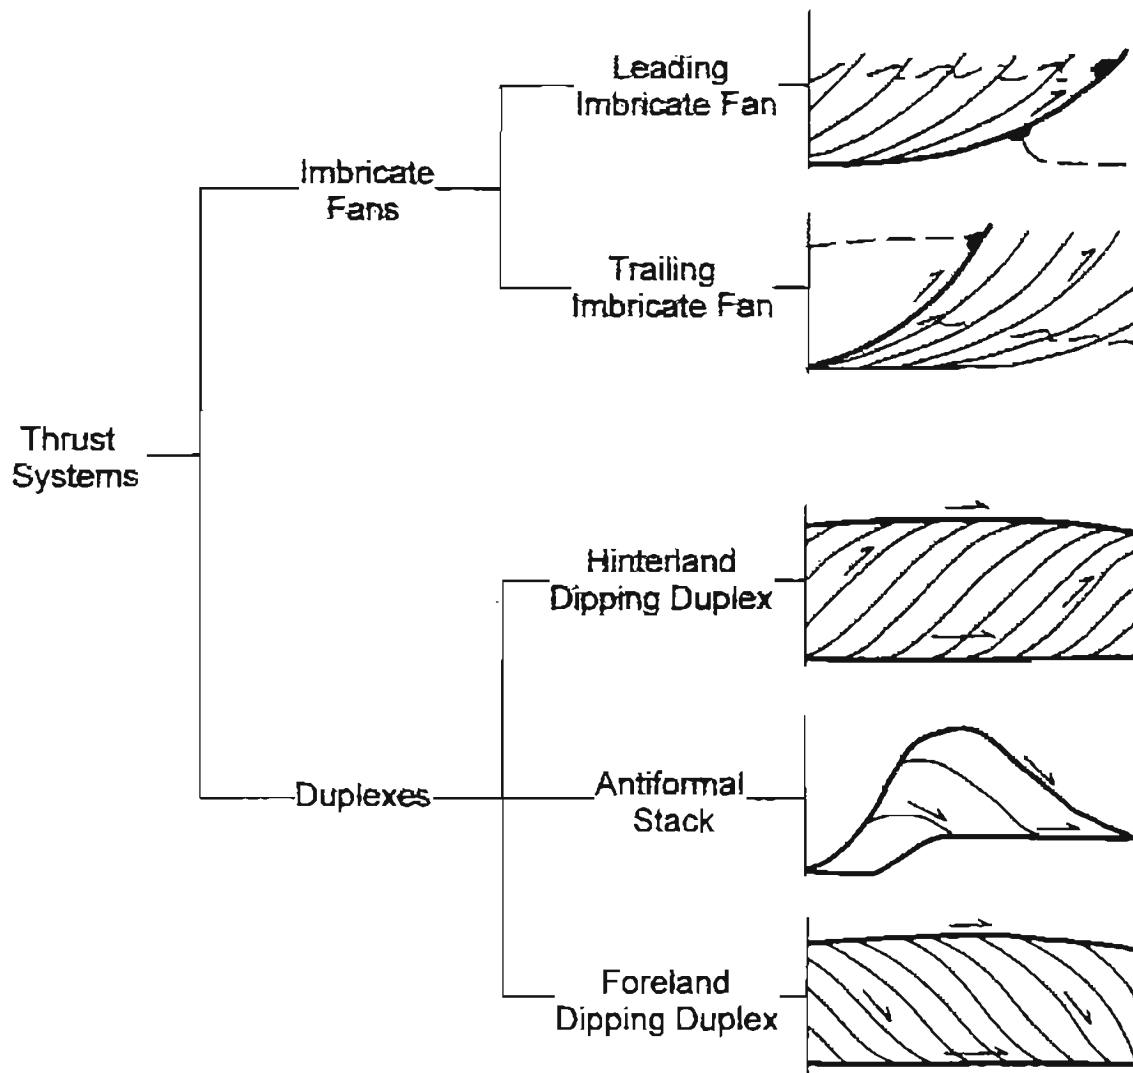 Leading
Imbricate Fan
Imbricate
Fans
Trailing
Imbricate Fan
Thrust
Systems
Hinterland
Dipping Duplex
Duplexes
Antiformal
Stack
Foreland
Dipping Duplex